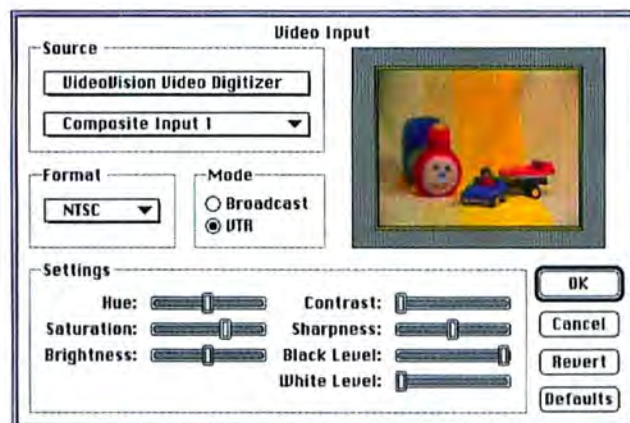 Video Input
Source
VideoVision Video Digitizer
Composite Input 1
Format
NTSC
Mode
Broadcast
VTR
Settings
Hue:
Saturation:
Brightness:
Contrast:
Sharpness:
Black Level:
White Level:
OK
Cancel
Revert
Defaults